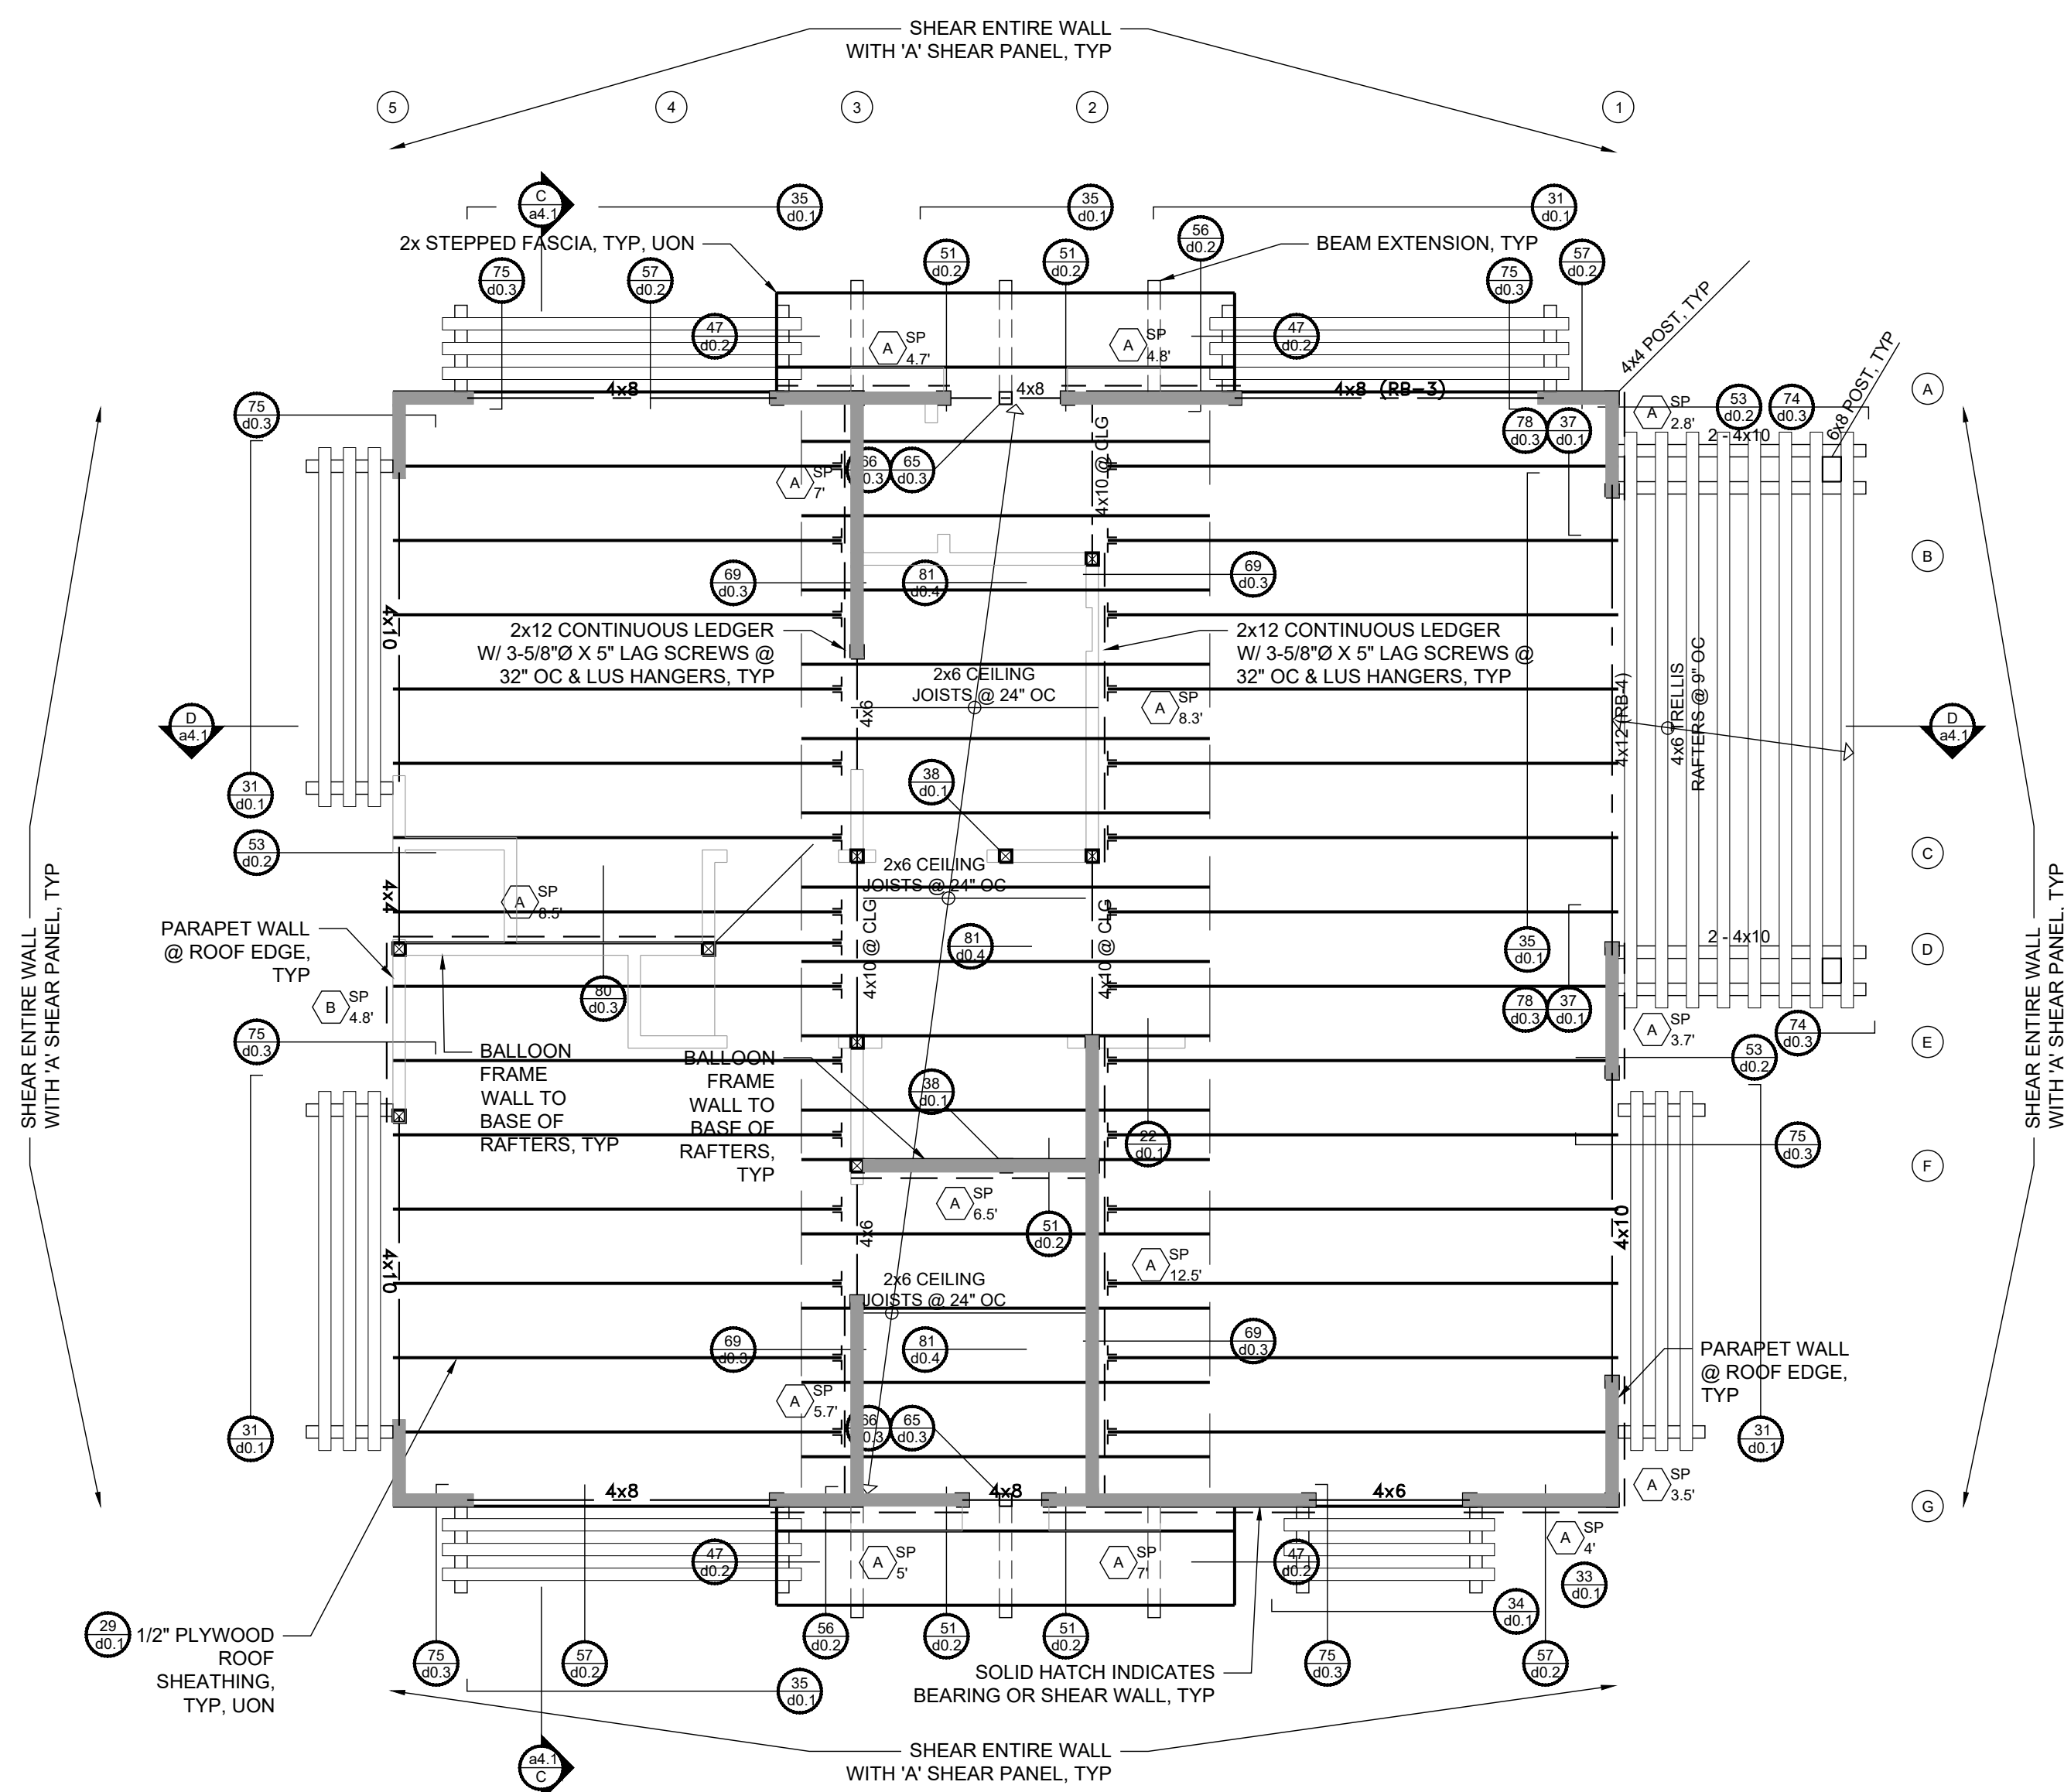 SHEAR ENTIRE WALL
WITH 'A' SHEAR PANEL, TYP
5
4
3
2
1
C
a4.1
35
d0.1
35
d0.1
31
d0.1
2x STEPPED FASCIA, TYP, UON
56
d0.2
BEAM EXTENSION, TYP
75
d0.3
57
d0.2
51
d0.2
51
d0.2
75
d0.3
57
d0.2
47
d0.2
A
SP
4.7'
A
SP
4.8'
47
d0.2
4x4 POST, TYP
6x8 POST, TYP
4x8
4x8
4x8 (RB-3)
A
75
d0.3
A
SP
2.8'
53
d0.2
74
d0.3
78
d0.3
37
d0.1
2 - 4x10
4x10 @ CLG
A
SP
7'
66
0.3
65
d0.3
B
69
d0.3
81
d0.4
69
d0.3
4x10
2x12 CONTINUOUS LEDGER
W/ 3-5/8"Ø X 5" LAG SCREWS @
32" OC & LUS HANGERS, TYP
2x12 CONTINUOUS LEDGER
W/ 3-5/8"Ø X 5" LAG SCREWS @
32" OC & LUS HANGERS, TYP
2x6 CEILING
JOISTS @ 24" OC
4x6
A
SP
8.3'
4x12 (RB-4)
4x6 TRELLIS
RAFTERS @ 9" OC
D
a4.1
D
a4.1
31
d0.1
38
d0.1
53
d0.2
C
2x6 CEILING
JOISTS @ 24" OC
4x4
A
SP
8.5'
PARAPET WALL
@ ROOF EDGE,
TYP
4x10 @ CLG
81
d0.4
4x10 @ CLG
35
d0.1
2 - 4x10
D
B
SP
4.8'
80
d0.3
78
d0.3
37
d0.1
A
SP
3.7'
74
d0.3
75
d0.3
53
d0.2
E
BALLOON
FRAME
WALL TO
BASE OF
RAFTERS, TYP
BALLOON
FRAME
WALL TO
BASE OF
RAFTERS,
TYP
38
d0.1
22
d0.1
75
d0.3
F
SHEAR ENTIRE WALL
WITH 'A' SHEAR PANEL, TYP
SHEAR ENTIRE WALL
WITH 'A' SHEAR PANEL, TYP
A
SP
6.5'
51
d0.2
4x6
4x10
4x10
A
SP
12.5'
2x6 CEILING
JOISTS @ 24" OC
69
d0.3
81
d0.4
69
d0.3
PARAPET WALL
@ ROOF EDGE,
TYP
A
SP
5.7'
66
0.3
65
d0.3
31
d0.1
31
d0.1
4x8
4x8
4x6
A
SP
3.5'
G
47
d0.2
A
SP
5'
A
SP
7'
47
d0.2
A
SP
4'
33
d0.1
34
d0.1
29
d0.1
1/2" PLYWOOD
ROOF
SHEATHING,
TYP, UON
75
d0.3
57
d0.2
56
d0.2
51
d0.2
51
d0.2
75
d0.3
57
d0.2
35
d0.1
SOLID HATCH INDICATES
BEARING OR SHEAR WALL, TYP
a4.1
C
SHEAR ENTIRE WALL
WITH 'A' SHEAR PANEL, TYP